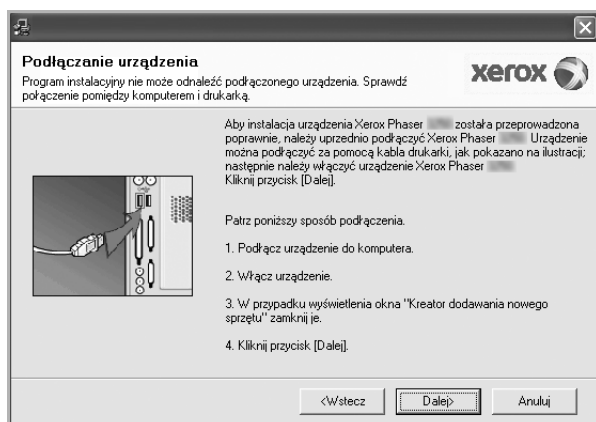 Podłączanie urządzenia
Program instalacyjny nie może odnaleźć podłączonego urządzenia. Sprawdź
połączenie pomiędzy komputerem i drukarką.
xerox
Aby instalacja urządzenia Xerox Phaser została przeprowadzona
poprawnie, należy uprzednio podłączyć Xerox Phaser Urządzenie
można podłączyć za pomocą kabla drukarki, jak pokazano na ilustracji;
następnie należy włączyć urządzenie Xerox Phaser
Kliknij przycisk [Dalej].
Patrz poniższy sposób podłączenia.
1. Podłącz urządzenie do komputera.
2. Włącz urządzenie.
3. W przypadku wyświetlenia okna "Kreator dodawania nowego
sprzętu" zamknij je.
4. Kliknij przycisk [Dalej].
<Wstecz Dalej> Anuluj